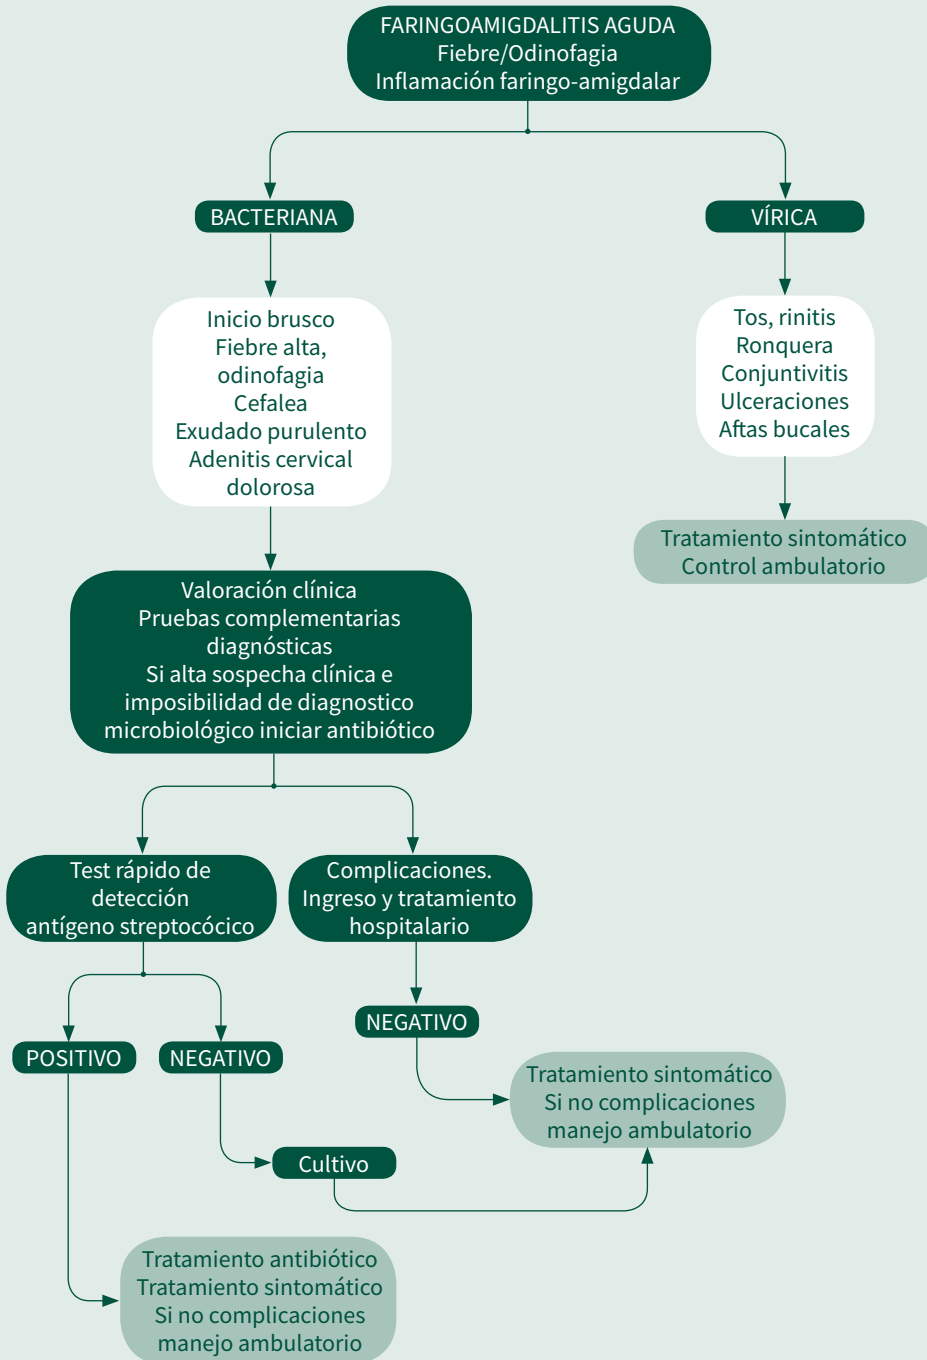 FARINGOAMIGDALITIS AGUDA
Fiebre/Odinofagia
Inflamación faringo-amigdalar
BACTERIANA
VÍRICA
Inicio brusco
Fiebre alta,
odinofagia
Cefalea
Exudado purulento
Adenitis cervical
dolorosa
Tos, rinitis
Ronquera
Conjuntivitis
Ulceraciones
Aftas bucales
Tratamiento sintomático
Control ambulatorio
Valoración clínica
Pruebas complementarias
diagnósticas
Si alta sospecha clínica e
imposibilidad de diagnostico
microbiológico iniciar antibiótico
Test rápido de
detección
antígeno streptocócico
Complicaciones.
Ingreso y tratamiento
hospitalario
POSITIVO
NEGATIVO
NEGATIVO
Tratamiento sintomático
Si no complicaciones
manejo ambulatorio
Cultivo
Tratamiento antibiótico
Tratamiento sintomático
Si no complicaciones
manejo ambulatorio